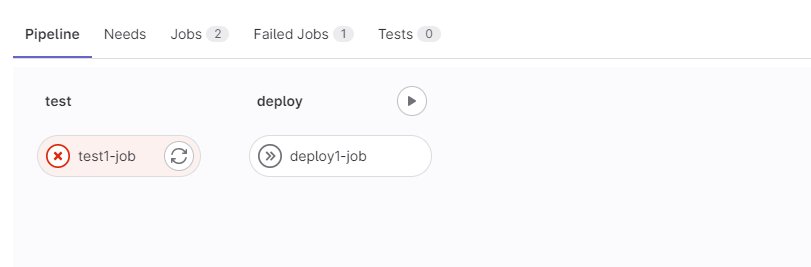 Pipeline Needs Jobs 2 Failed Jobs 1 Tests 0
test deploy
test1-job deploy1-job